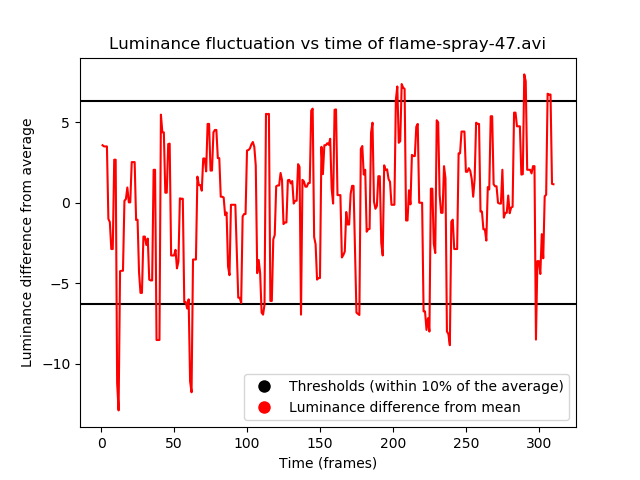 Luminance fluctuation vs time of flame-spray-47.avi
Luminance difference from average
5
0
−5
−10
Thresholds (within 10% of the average)
Luminance difference from mean
0 50 100 150 200 250 300
Time (frames)